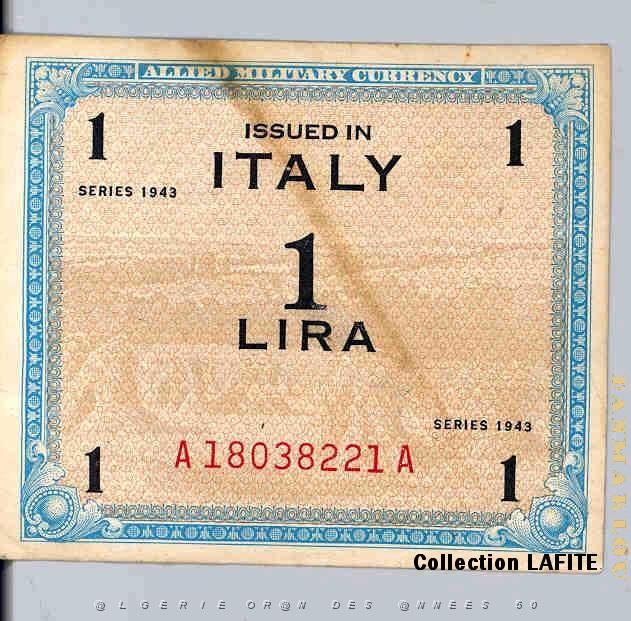 ALLIED MILITARY CURRENCY
1 ISSUED IN 1
ITALY
SERIES 1943
1
LIRA
SERIES 1943
A18038221A
1 1
Collection LAFITE
@LGERIE OR@N DES @NNEES 60